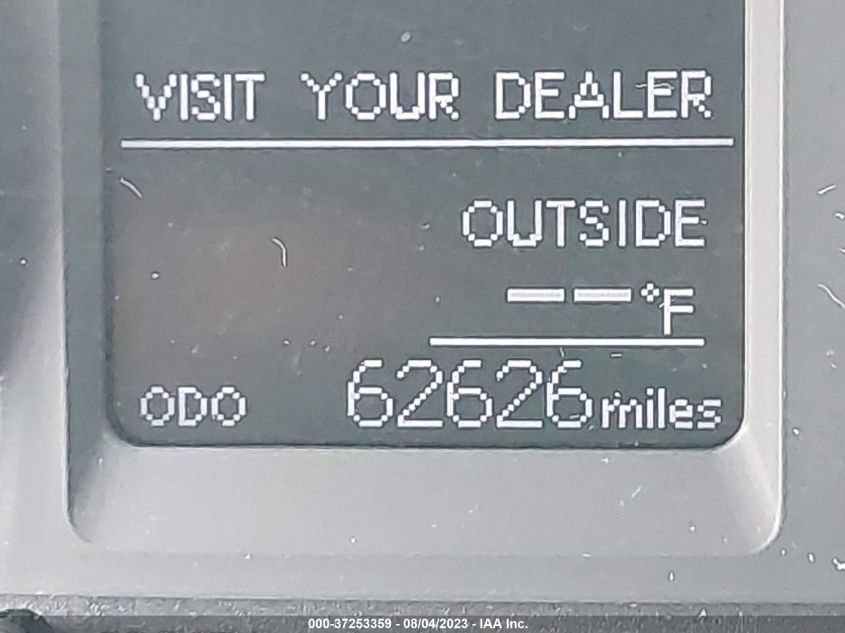 VISIT YOUR DEALER
OUTSIDE
--°F
ODO 62626 miles
000-37253359 - 08/04/2023 - IAA Inc.